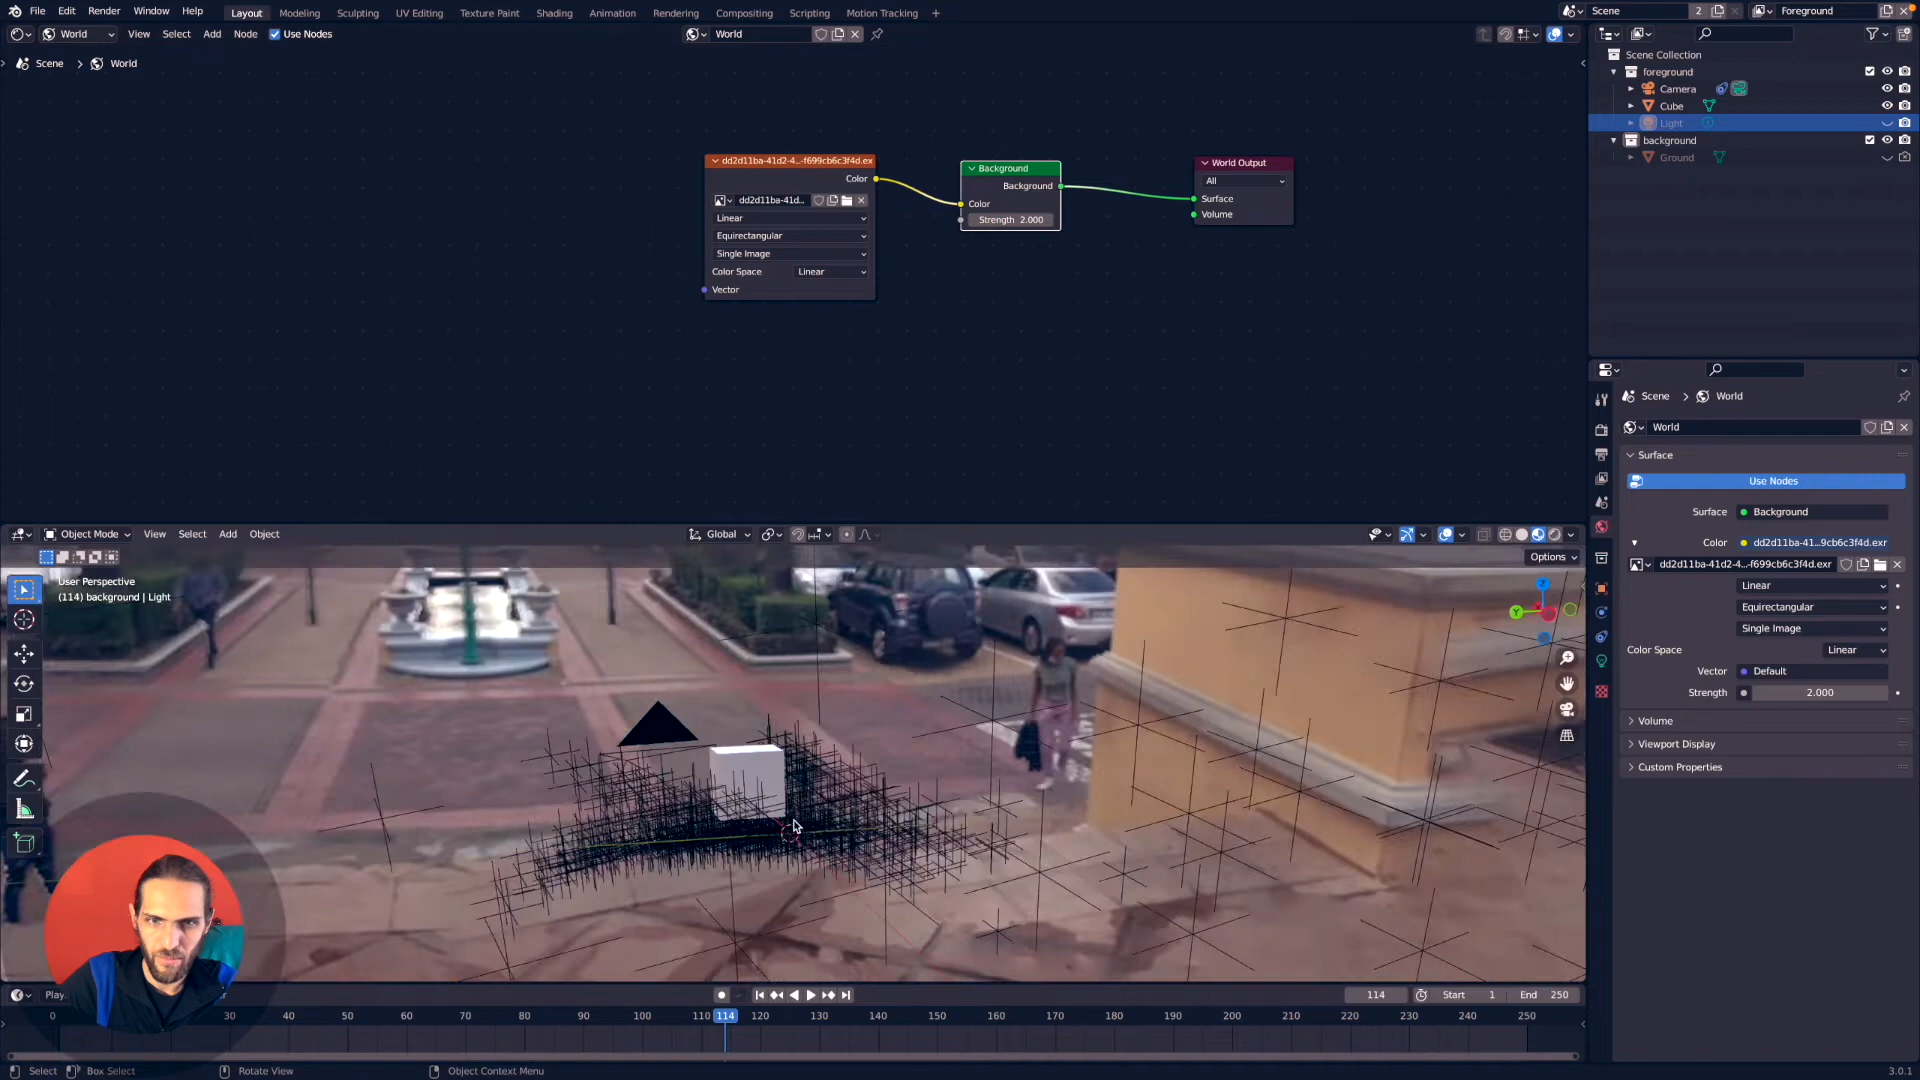 File Edit Render Window Help Layout Modeling Sculpting UV Editing Texture Paint Shading Animation Rendering Compositing Scripting Motion Tracking + Scene 2 Foreground
World View Select Add Node Use Nodes World
Scene > World
Scene Collection
foreground
Camera
Cube
Light
background
Ground
dd2d11ba-41d2-4...-f699cb6c3f4d.ex
Color
dd2d11ba-41d...
Linear
Equirectangular
Single Image
Color Space Linear
Vector
Background
Background
Color
Strength 2.000
World Output
All
Surface
Volume
Scene > World
World
Surface
Use Nodes
Surface Background
Color dd2d11ba-41...9cb6c3f4d.exr
dd2d11ba-41d2-4...-f699cb6c3f4d.exr
Linear
Equirectangular
Single Image
Color Space Linear
Vector Default
Strength 2.000
Volume
Viewport Display
Custom Properties
Object Mode View Select Add Object Global
Options
User Perspective
(114) background | Light
Z
Y
Play 114 Start 1 End 250
0 30 40 50 60 70 80 90 100 110 114 120 130 140 150 160 170 180 190 200 210 220 230 240 250
Select Box Select Rotate View Object Context Menu 3.0.1